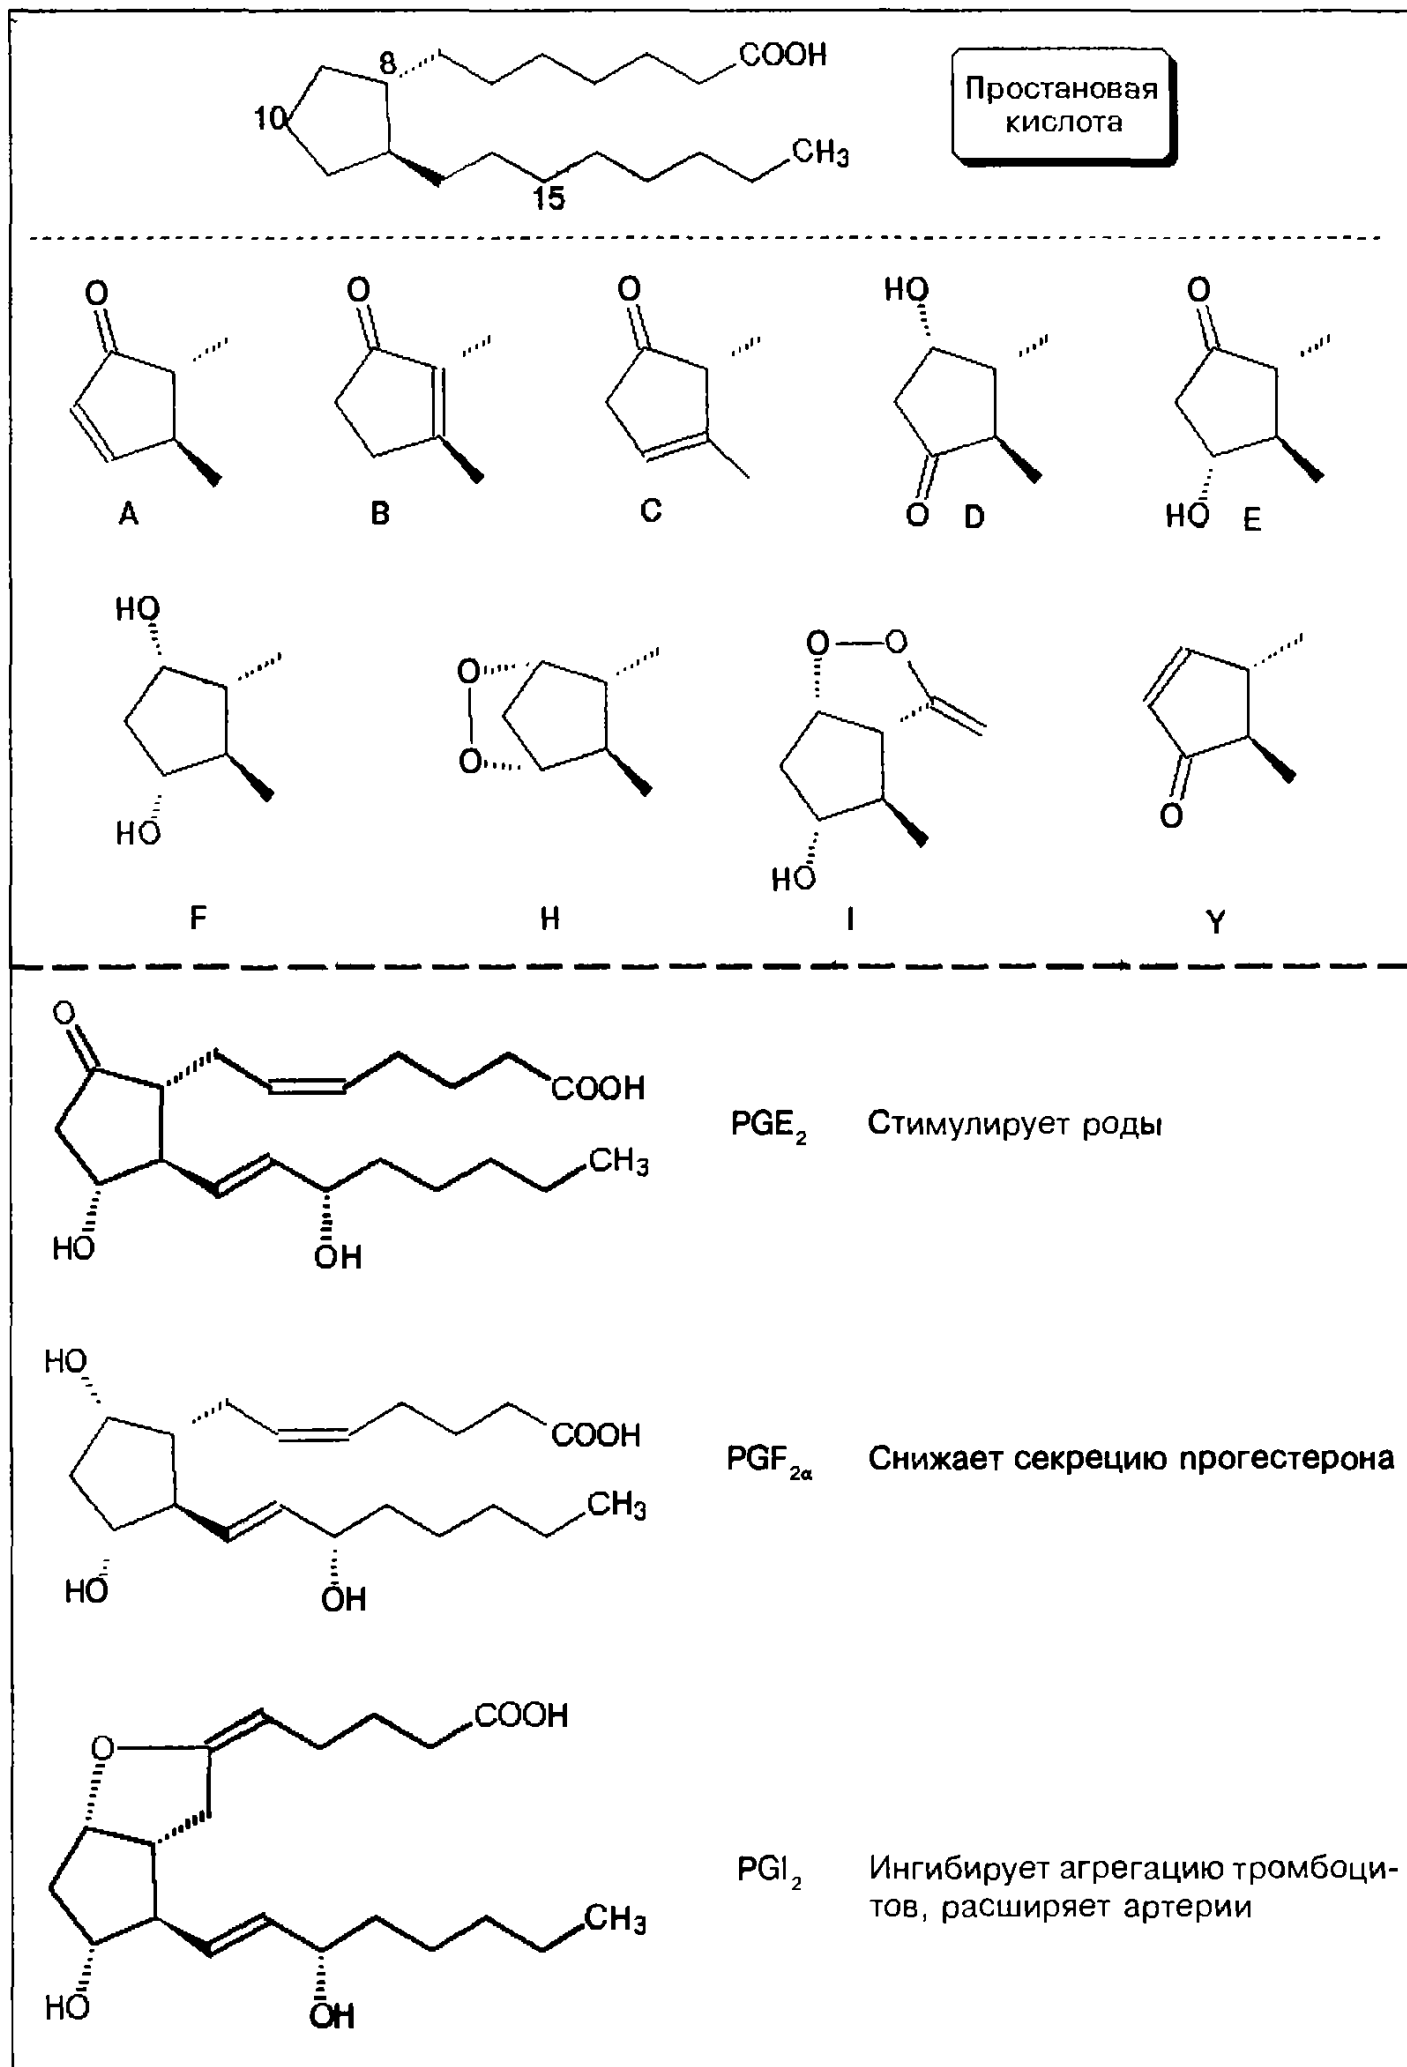 COOH
8
Простановая
кислота
10
CH₃
15
O
O
O
HO
O
A
B
C
O
D
HO
E
HO
O
O
O
O
O
HO
HO
O
F
H
I
Y
O
COOH
PGE₂
Стимулирует роды
CH₃
HO
OH
HO
COOH
PGF₂α
Снижает секрецию прогестерона
CH₃
HO
OH
COOH
O
PGI₂
Ингибирует агрегацию тромбоци-
тов, расширяет артерии
CH₃
HO
OH